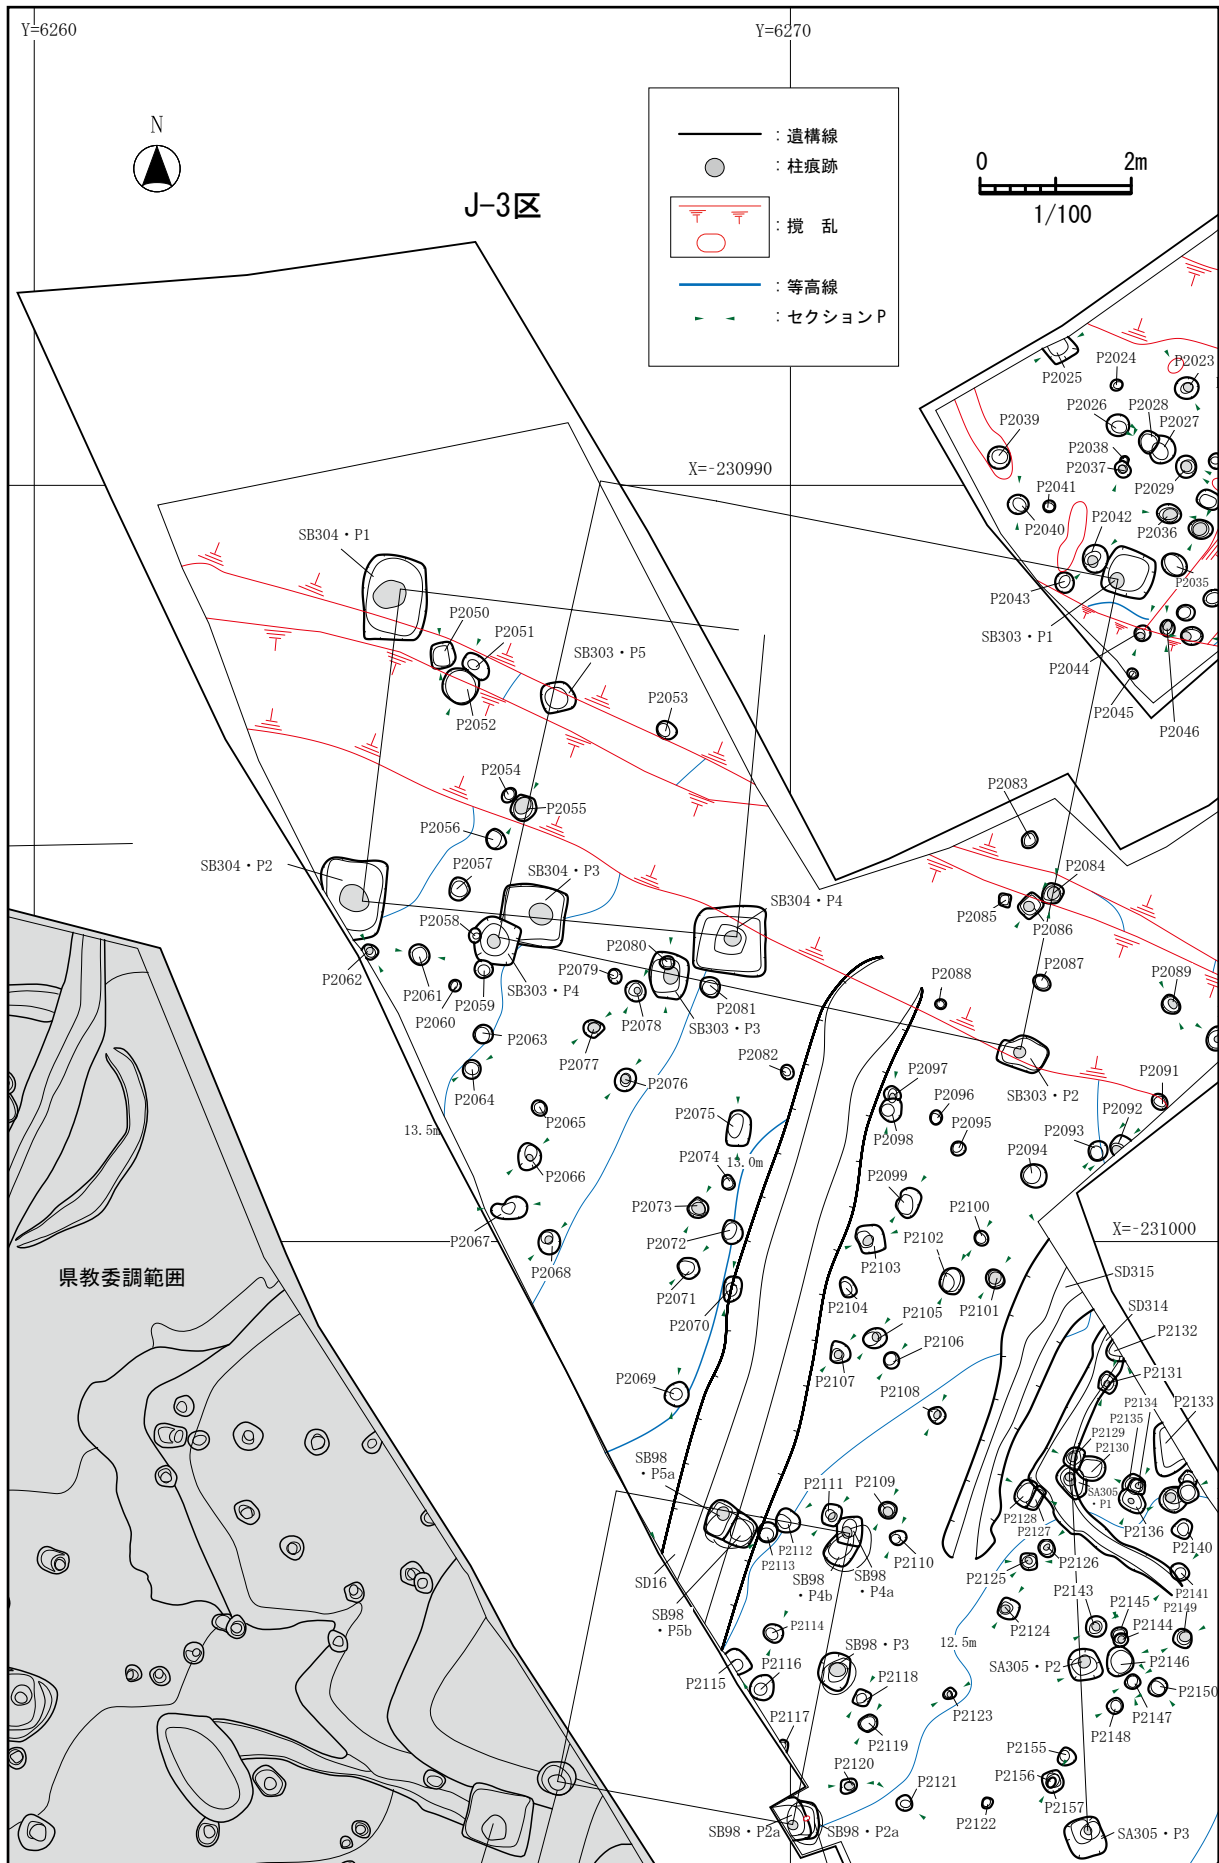 Y=6260
Y=6270
N
J-3区
：遺構線
：柱痕跡
：撹　乱
：等高線
：セクションP
0
2m
1/100
P2025
P2024
P2023
P2026
P2028
P2027
P2039
P2038
P2037
P2029
X=-230990
P2041
P2040
P2042
P2036
P2035
P2043
SB303・P1
P2044
P2045
P2046
SB304・P1
P2050
P2051
SB303・P5
P2052
P2053
P2054
P2055
P2056
P2057
SB304・P2
SB304・P3
SB304・P4
P2058
P2080
P2079
P2062
P2061
P2059
P2060
SB303・P4
P2078
P2081
SB303・P3
P2063
P2077
P2082
P2064
P2076
P2065
13.5m
P2075
P2066
P2074
13.0m
P2073
P2067
P2068
P2072
P2071
P2070
P2069
P2083
P2084
P2085
P2086
P2087
P2088
P2089
P2097
P2096
SB303・P2
P2091
P2098
P2095
P2092
P2093
P2094
P2099
P2100
P2102
P2103
P2101
P2104
X=-231000
SD315
SD314
P2132
P2105
P2106
P2107
P2108
P2131
P2134
P2135
P2133
P2129
P2130
SA305
・P1
P2128
P2127
P2136
P2140
P2126
P2125
P2141
県教委調範囲
SB98
・P5a
P2111
P2109
P2112
P2113
P2110
SD16
SB98
・P4b
SB98
・P4a
SB98
・P5b
P2114
SB98・P3
P2115
P2116
P2118
P2117
P2119
P2120
P2121
P2122
P2123
12.5m
P2124
P2143
P2145
P2144
P2149
SA305・P2
P2146
P2150
P2147
P2148
P2155
P2156
P2157
SB98・P2a
SB98・P2a
SA305・P3